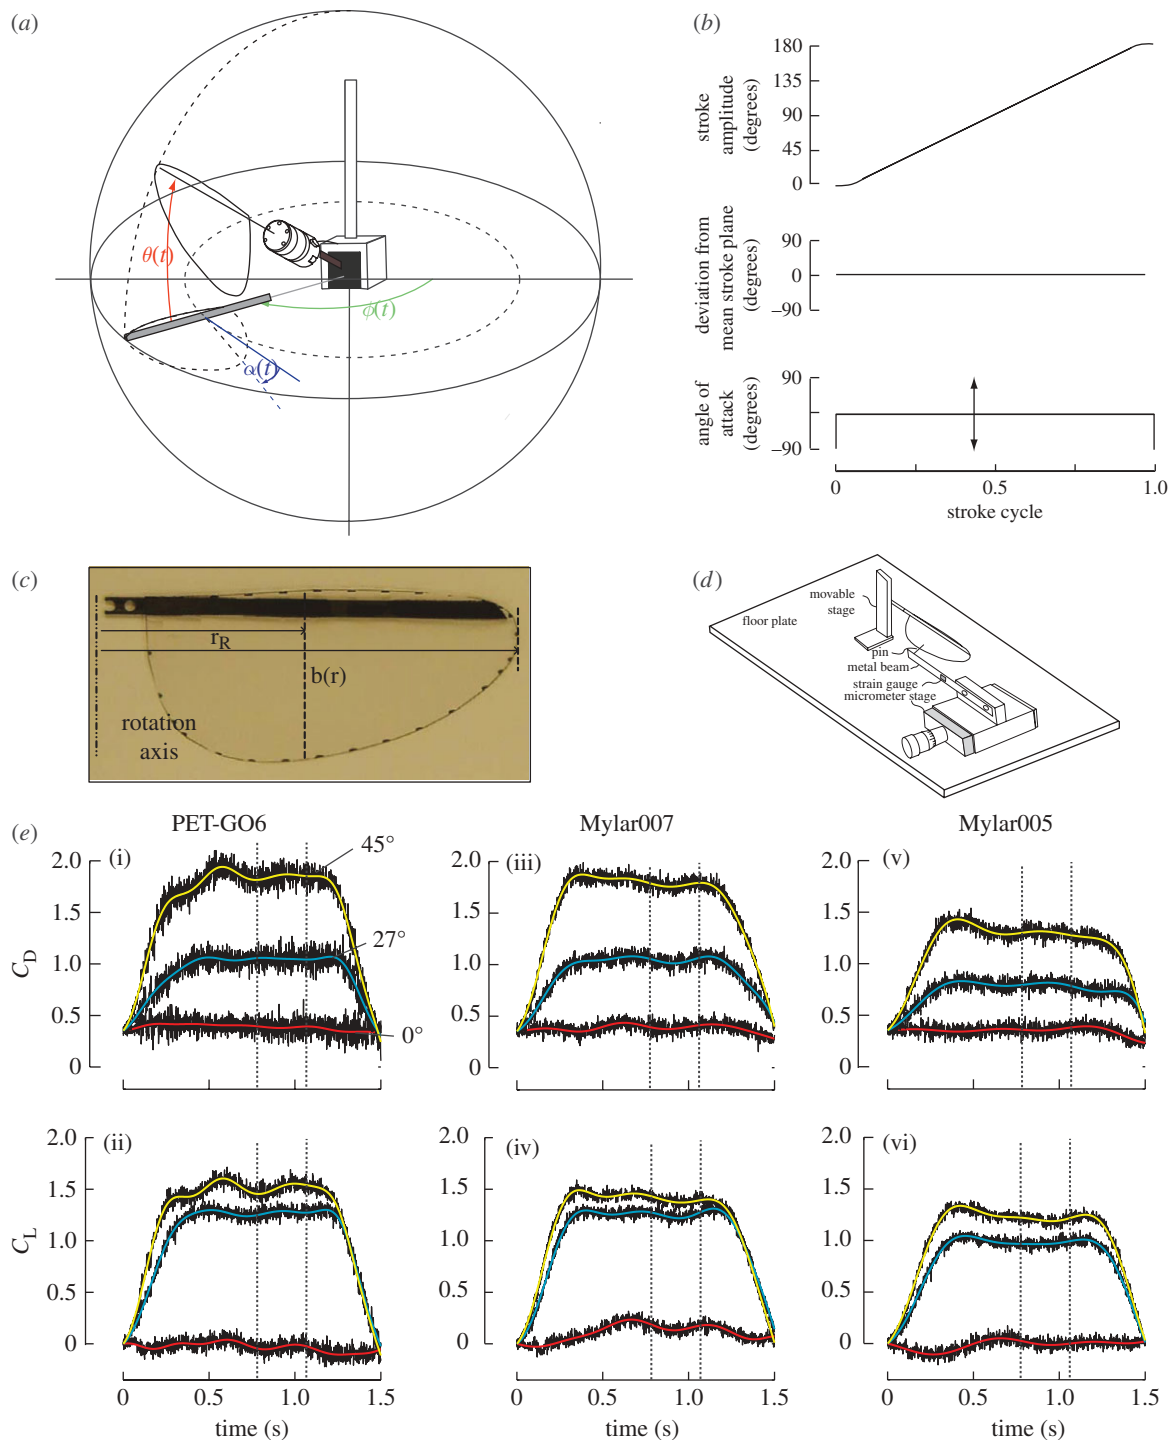 (a)
θ(t)
ϕ(t)
α(t)
(b)
180
135
90
45
0
stroke
amplitude
(degrees)
90
0
−90
deviation from
mean stroke plane
(degrees)
90
−90
angle of
attack
(degrees)
0
0.5
1.0
stroke cycle
(c)
r_R
b(r)
rotation
axis
(d)
movable
stage
floor plate
pin
metal beam
strain gauge
micrometer stage
(e)
PET-GO6
Mylar007
Mylar005
(i)
2.0
1.5
1.0
0.5
0
C_D
45°
27°
0°
(iii)
2.0
1.5
1.0
0.5
0
(v)
2.0
1.5
1.0
0.5
0
(ii)
2.0
1.5
1.0
0.5
0
C_L
0
0.5
1.0
1.5
time (s)
(iv)
2.0
1.5
1.0
0.5
0
0
0.5
1.0
1.5
time (s)
(vi)
2.0
1.5
1.0
0.5
0
0
0.5
1.0
1.5
time (s)